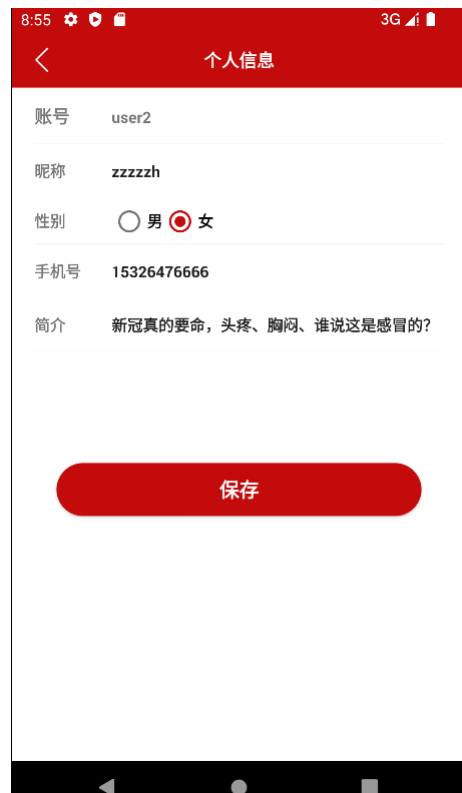 8:55 3G
个人信息
账号 user2
昵称 zzzzzh
性别 男 女
手机号 15326476666
简介 新冠真的要命，头疼、胸闷、谁说这是感冒的？
保存